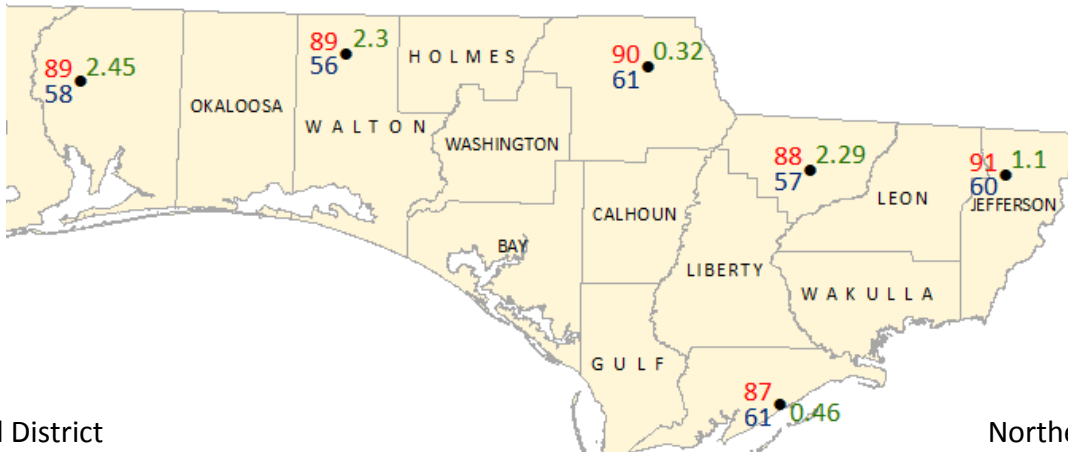 89 2.3
HOLMES
90 0.32
56
61
89 2.45
58
OKALOOSA
WALTON
WASHINGTON
88 2.29
57
91 1.1
60
LEON
JEFFERSON
CALHOUN
BAY
LIBERTY
WAKULLA
GULF
87
61 0.46
l District
Northe